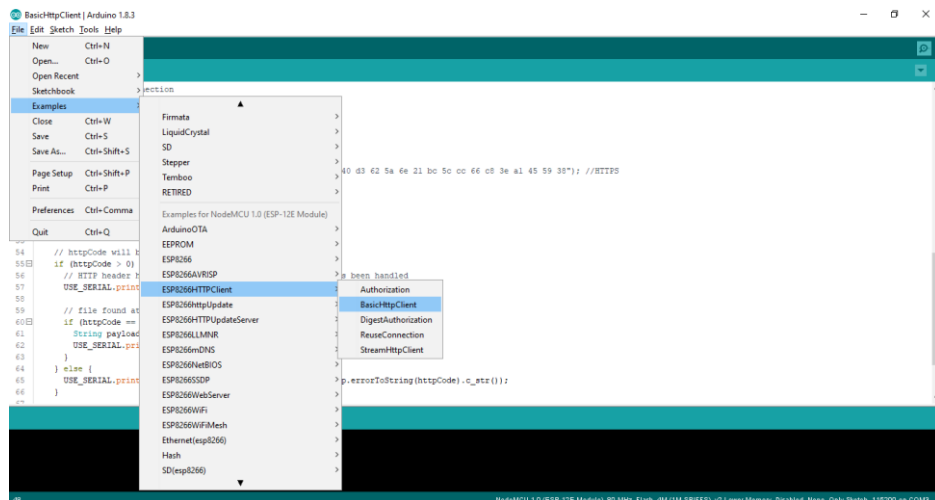 BasicHttpClient | Arduino 1.8.3
File Edit Sketch Tools Help
New Ctrl+N
Open... Ctrl+O
Open Recent
Sketchbook
Examples
Close Ctrl+W
Save Ctrl+S
Save As... Ctrl+Shift+S
Page Setup Ctrl+Shift+P
Print Ctrl+P
Preferences Ctrl+Comma
Quit Ctrl+Q
Firmata
LiquidCrystal
SD
Stepper
Temboo
RETIRED
Examples for NodeMCU 1.0 (ESP-12E Module)
ArduinoOTA
EEPROM
ESP8266
ESP8266AVRISP
ESP8266HTTPClient
ESP8266httpUpdate
ESP8266HTTPUpdateServer
ESP8266LLMNR
ESP8266mDNS
ESP8266NetBIOS
ESP8266SSDP
ESP8266WebServer
ESP8266WiFi
ESP8266WiFiMesh
Ethernet(esp8266)
Hash
SD(esp8266)
Authorization
BasicHttpClient
DigestAuthorization
ReuseConnection
StreamHttpClient
40 d3 62 5a 6e 21 bc 5c cc 66 c8 3e a1 45 59 38"); //HTTPS
54 // httpCode will b
55 if (httpCode > 0)
56 // HTTP header h s been handled
57 USE_SERIAL.print
58
59 // file found at
60 if (httpCode ==
61 String payload
62 USE_SERIAL.pri
63 }
64 } else {
65 USE_SERIAL.print p.errorToString(httpCode).c_str());
66 }